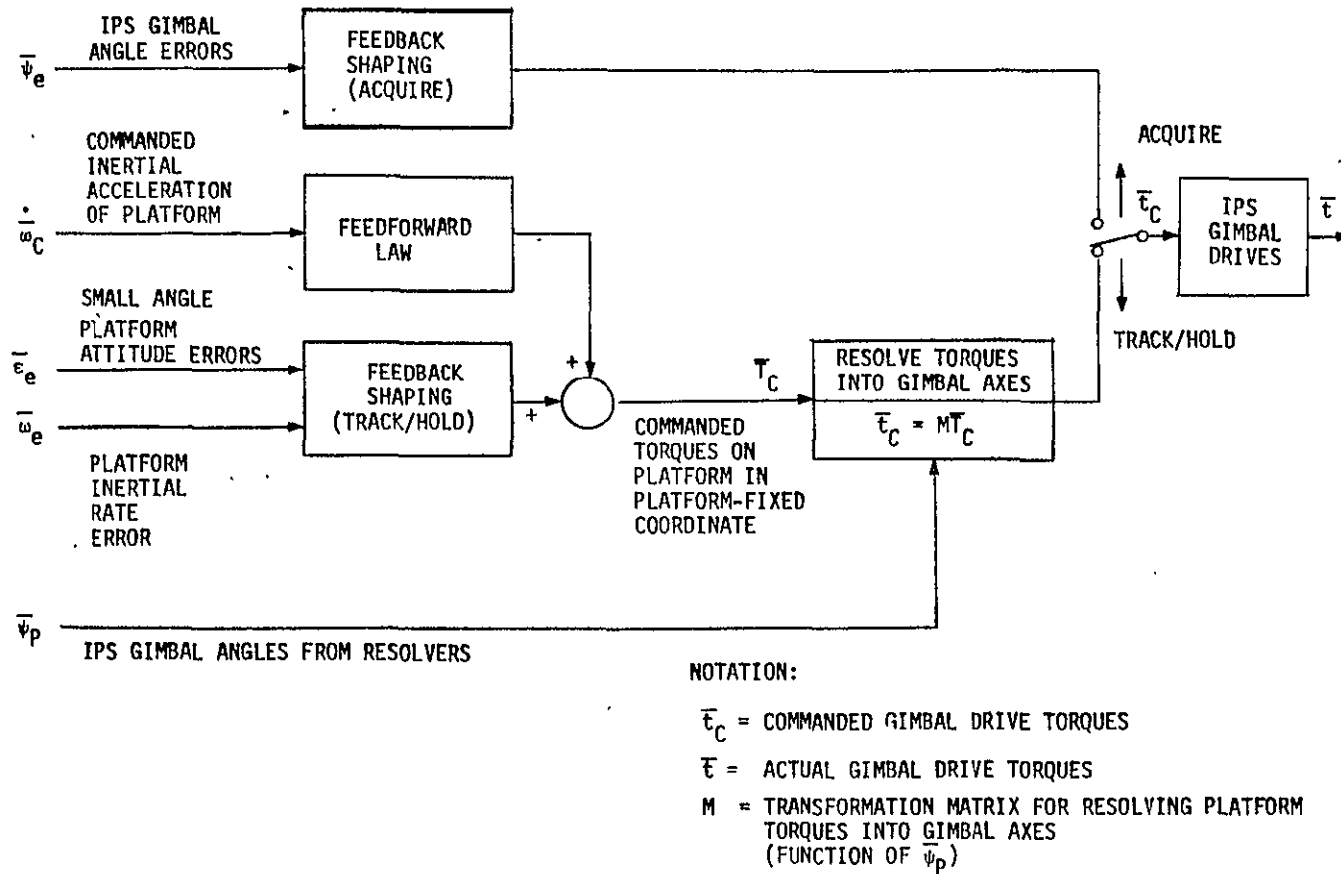 IPS GIMBAL
ANGLE ERRORS
ψ̅e
FEEDBACK
SHAPING
(ACQUIRE)
COMMANDED
INERTIAL
ACCELERATION
OF PLATFORM
ω̅̇C
FEEDFORWARD
LAW
SMALL ANGLE
PLATFORM
ATTITUDE ERRORS
ε̅e
ω̅e
PLATFORM
INERTIAL
RATE
ERROR
FEEDBACK
SHAPING
(TRACK/HOLD)
+
+
T̅C
COMMANDED
TORQUES ON
PLATFORM IN
PLATFORM-FIXED
COORDINATE
RESOLVE TORQUES
INTO GIMBAL AXES
t̅C = MT̅C
ACQUIRE
t̅C
TRACK/HOLD
IPS
GIMBAL
DRIVES
t̅
ψ̅p
IPS GIMBAL ANGLES FROM RESOLVERS
NOTATION:
t̅C = COMMANDED GIMBAL DRIVE TORQUES
t̅ = ACTUAL GIMBAL DRIVE TORQUES
M = TRANSFORMATION MATRIX FOR RESOLVING PLATFORM
TORQUES INTO GIMBAL AXES
(FUNCTION OF ψ̅p)